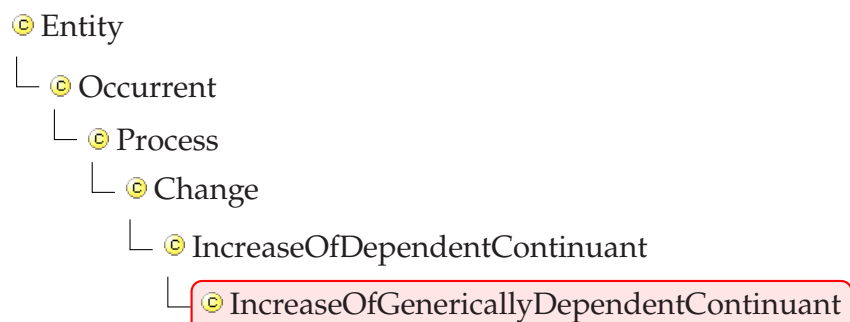 Entity
Occurrent
Process
Change
IncreaseOfDependentContinuant
IncreaseOfGenericallyDependentContinuant